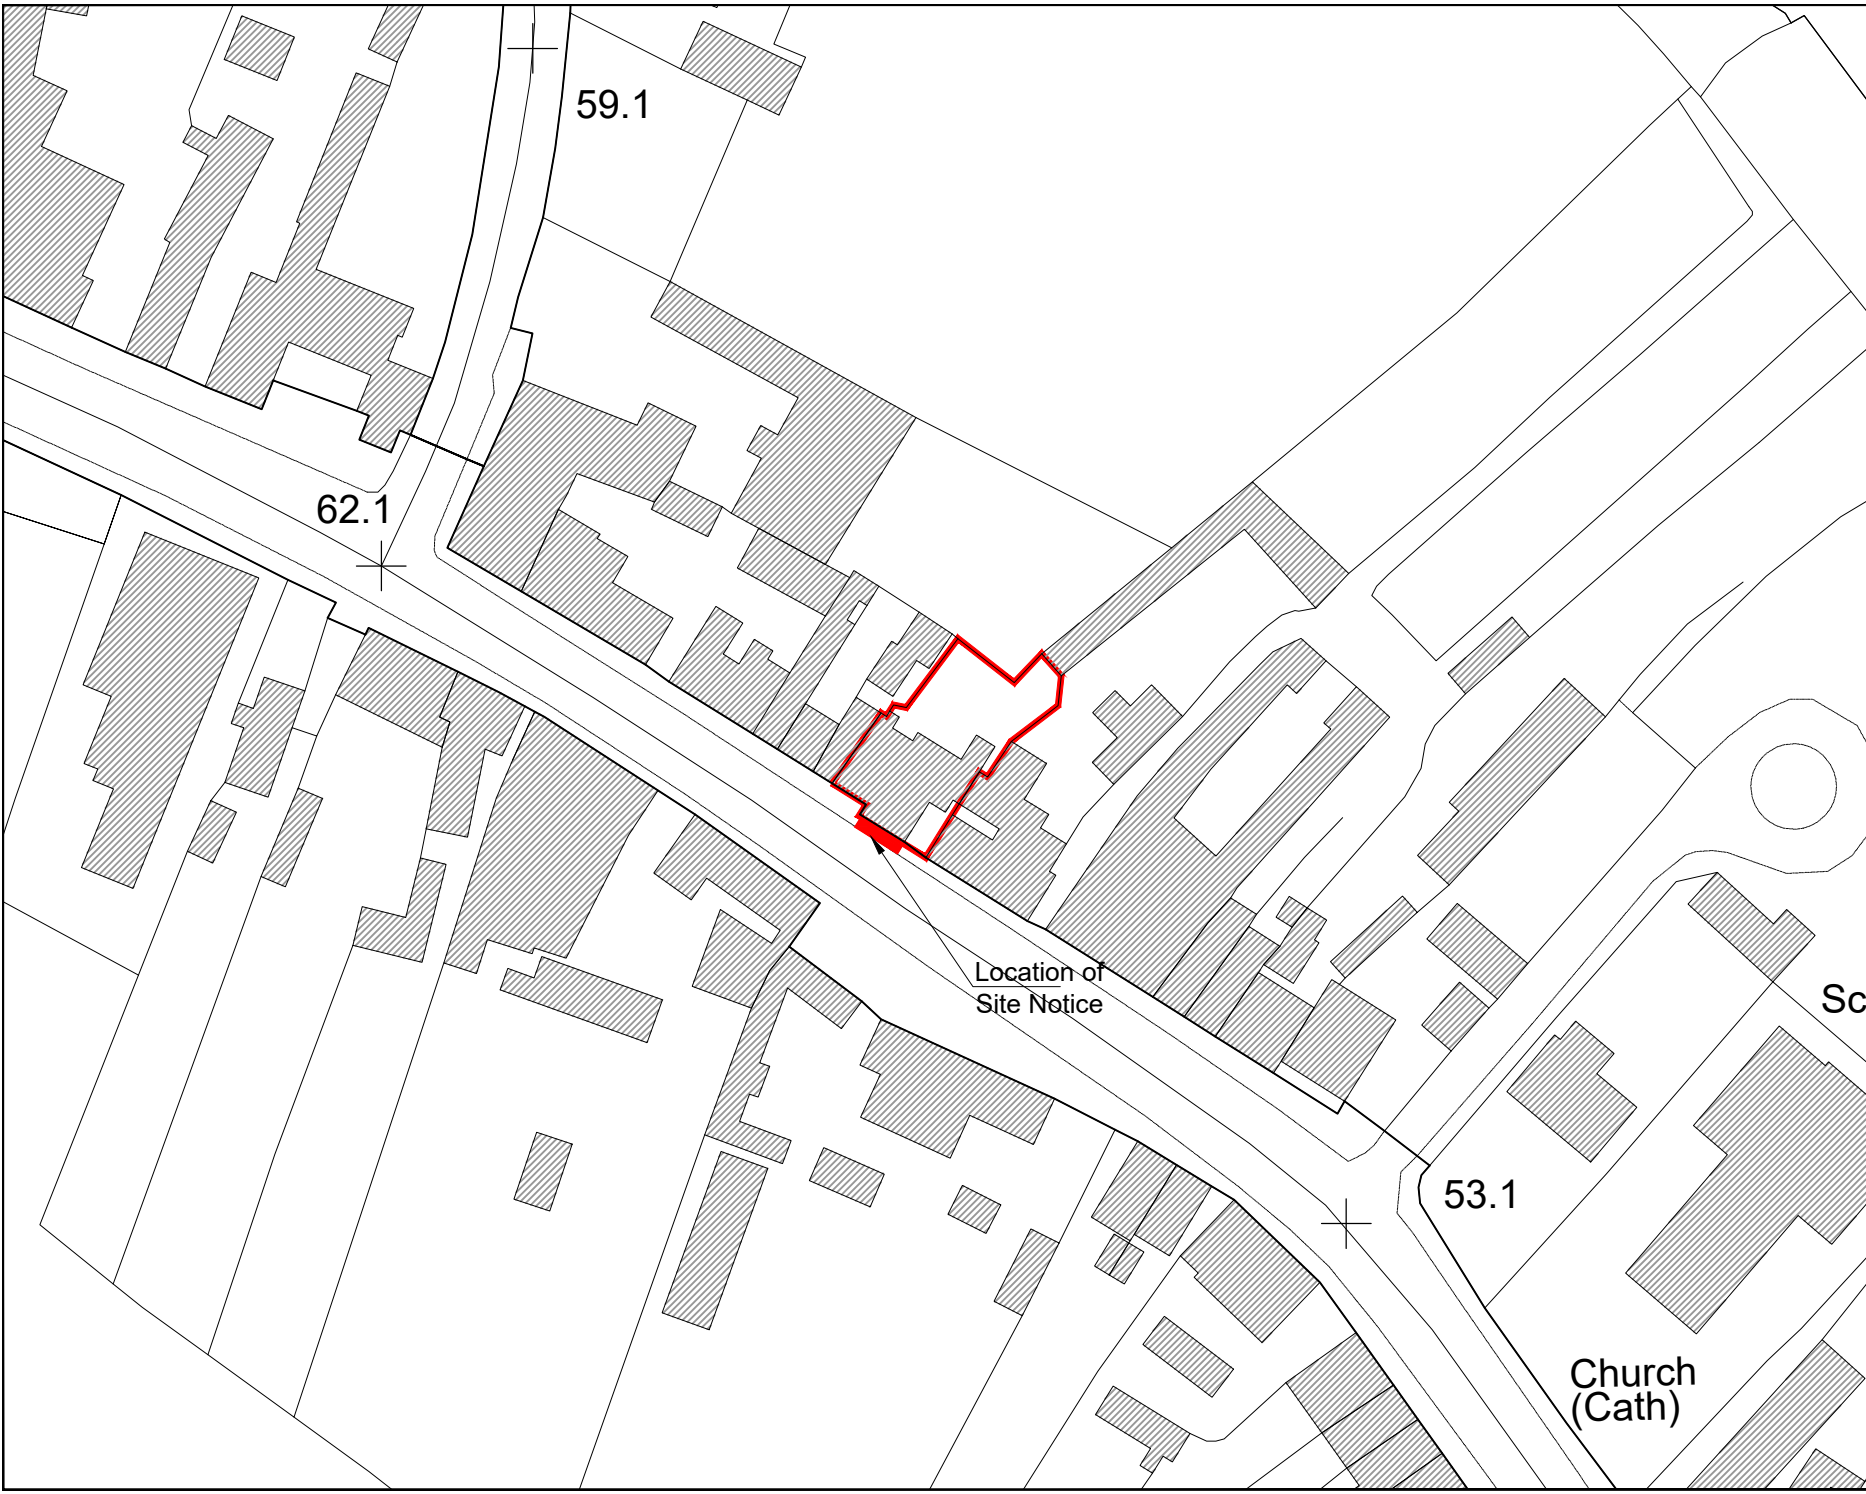 59.1
62.1
Location of
Site Notice
Sc
53.1
Church
(Cath)